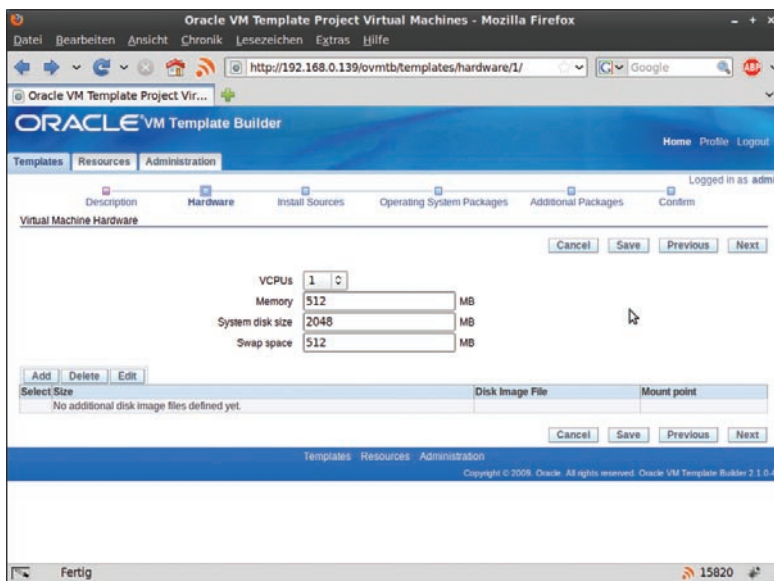 Oracle VM Template Project Virtual Machines - Mozilla Firefox
Datei Bearbeiten Ansicht Chronik Lesezeichen Extras Hilfe
http://192.168.0.139/ovmtb/templates/hardware/1/
Google
ABP
Oracle VM Template Project Vir...
ORACLE VM Template Builder
Home Profile Logout
Templates Resources Administration
Logged in as admi
Description Hardware Install Sources Operating System Packages Additional Packages Confirm
Virtual Machine Hardware
Cancel Save Previous Next
VCPUs 1
Memory 512 MB
System disk size 2048 MB
Swap space 512 MB
Add Delete Edit
Select Size Disk Image File Mount point
No additional disk image files defined yet.
Cancel Save Previous Next
Templates Resources Administration
Copyright © 2009, Oracle. All rights reserved. Oracle VM Template Builder 2.1.0-4
Fertig 15820